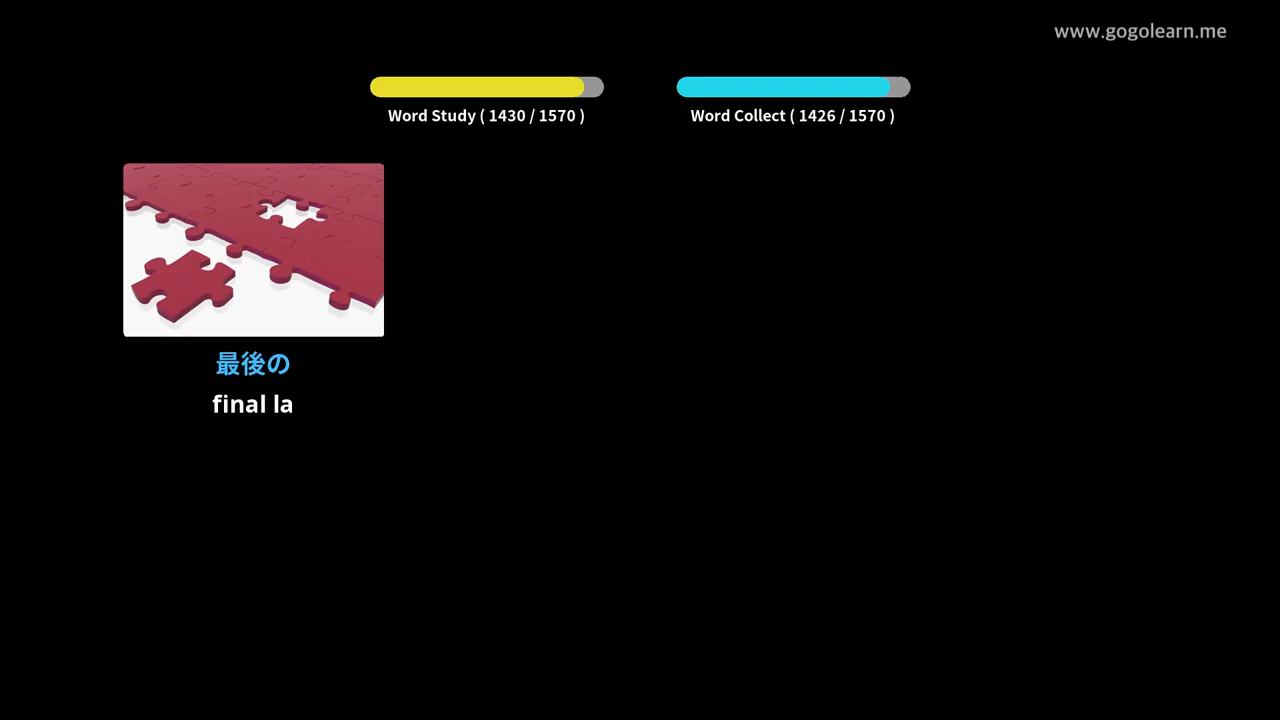 www.gogolearn.me
Word Study ( 1430 / 1570 )
Word Collect ( 1426 / 1570 )
最後の
final la